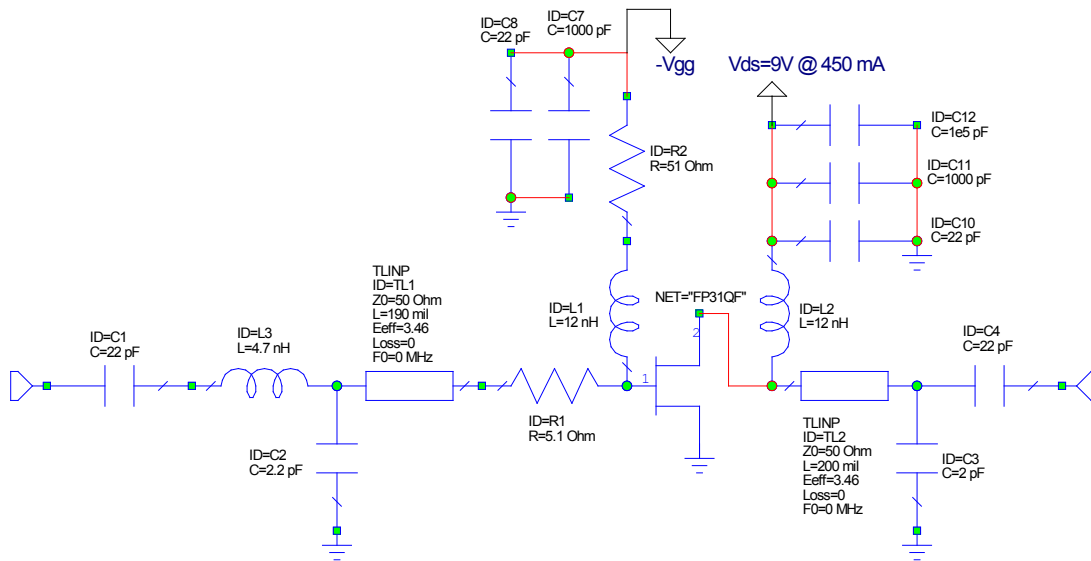 ID=C8
C=22 pF
ID=C7
C=1000 pF
-Vgg
Vds=9V @ 450 mA
ID=C12
C=1e5 pF
ID=R2
R=51 Ohm
ID=C11
C=1000 pF
ID=C10
C=22 pF
TLINP
ID=TL1
Z0=50 Ohm
L=190 mil
Eeff=3.46
Loss=0
F0=0 MHz
ID=L1
L=12 nH
NET="FP31QF"
ID=L2
L=12 nH
ID=C1
C=22 pF
ID=L3
L=4.7 nH
2
1
ID=C4
C=22 pF
ID=R1
R=5.1 Ohm
ID=C2
C=2.2 pF
TLINP
ID=TL2
Z0=50 Ohm
L=200 mil
Eeff=3.46
Loss=0
F0=0 MHz
ID=C3
C=2 pF